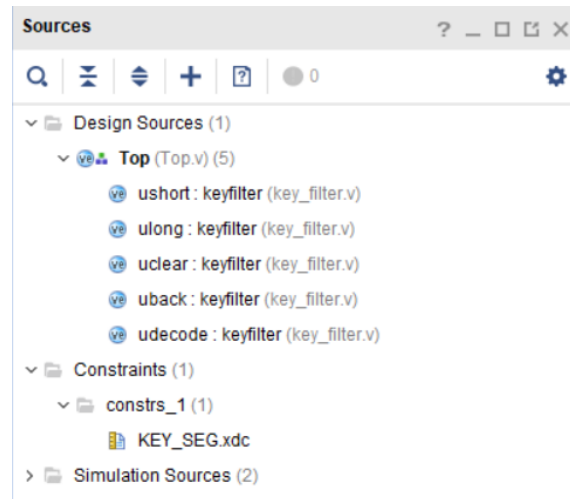 Sources
0
Design Sources (1)
Top (Top.v) (5)
ushort : keyfilter (key_filter.v)
ulong : keyfilter (key_filter.v)
uclear : keyfilter (key_filter.v)
uback : keyfilter (key_filter.v)
udecode : keyfilter (key_filter.v)
Constraints (1)
constrs_1 (1)
KEY_SEG.xdc
Simulation Sources (2)